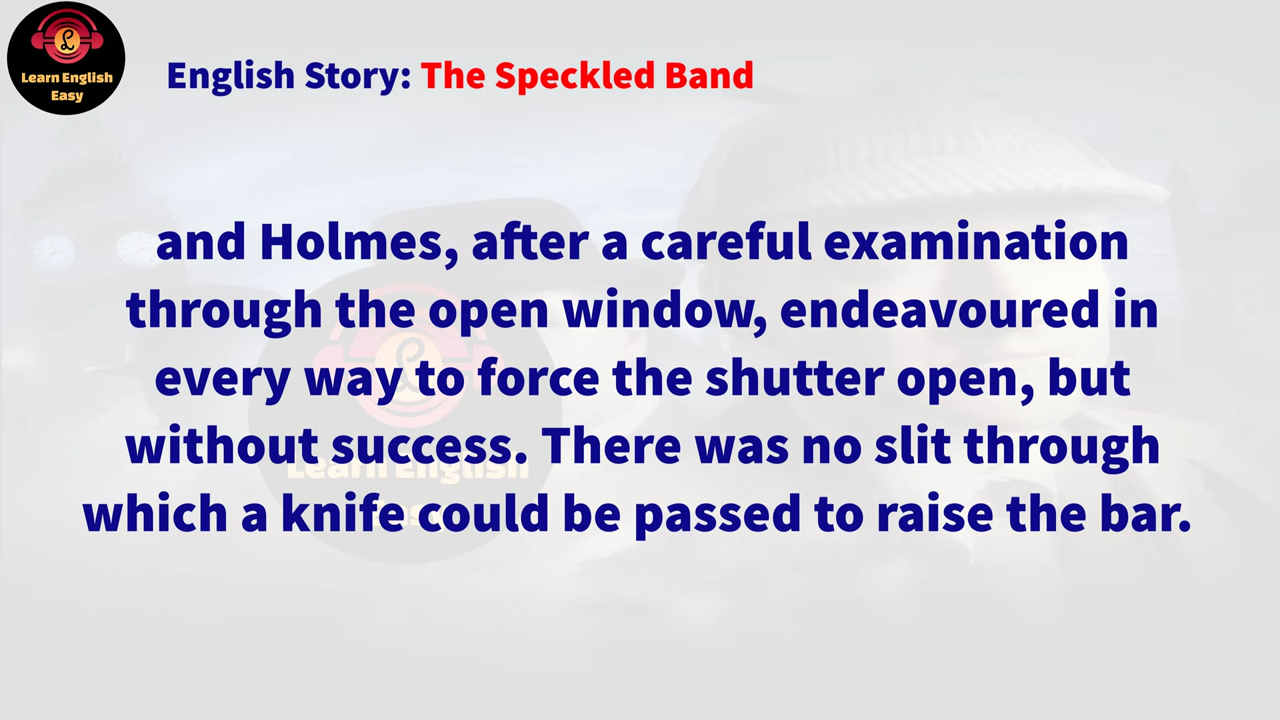 Learn English
Easy
English Story: The Speckled Band
and Holmes, after a careful examination
through the open window, endeavoured in
every way to force the shutter open, but
without success. There was no slit through
which a knife could be passed to raise the bar.
Learn English